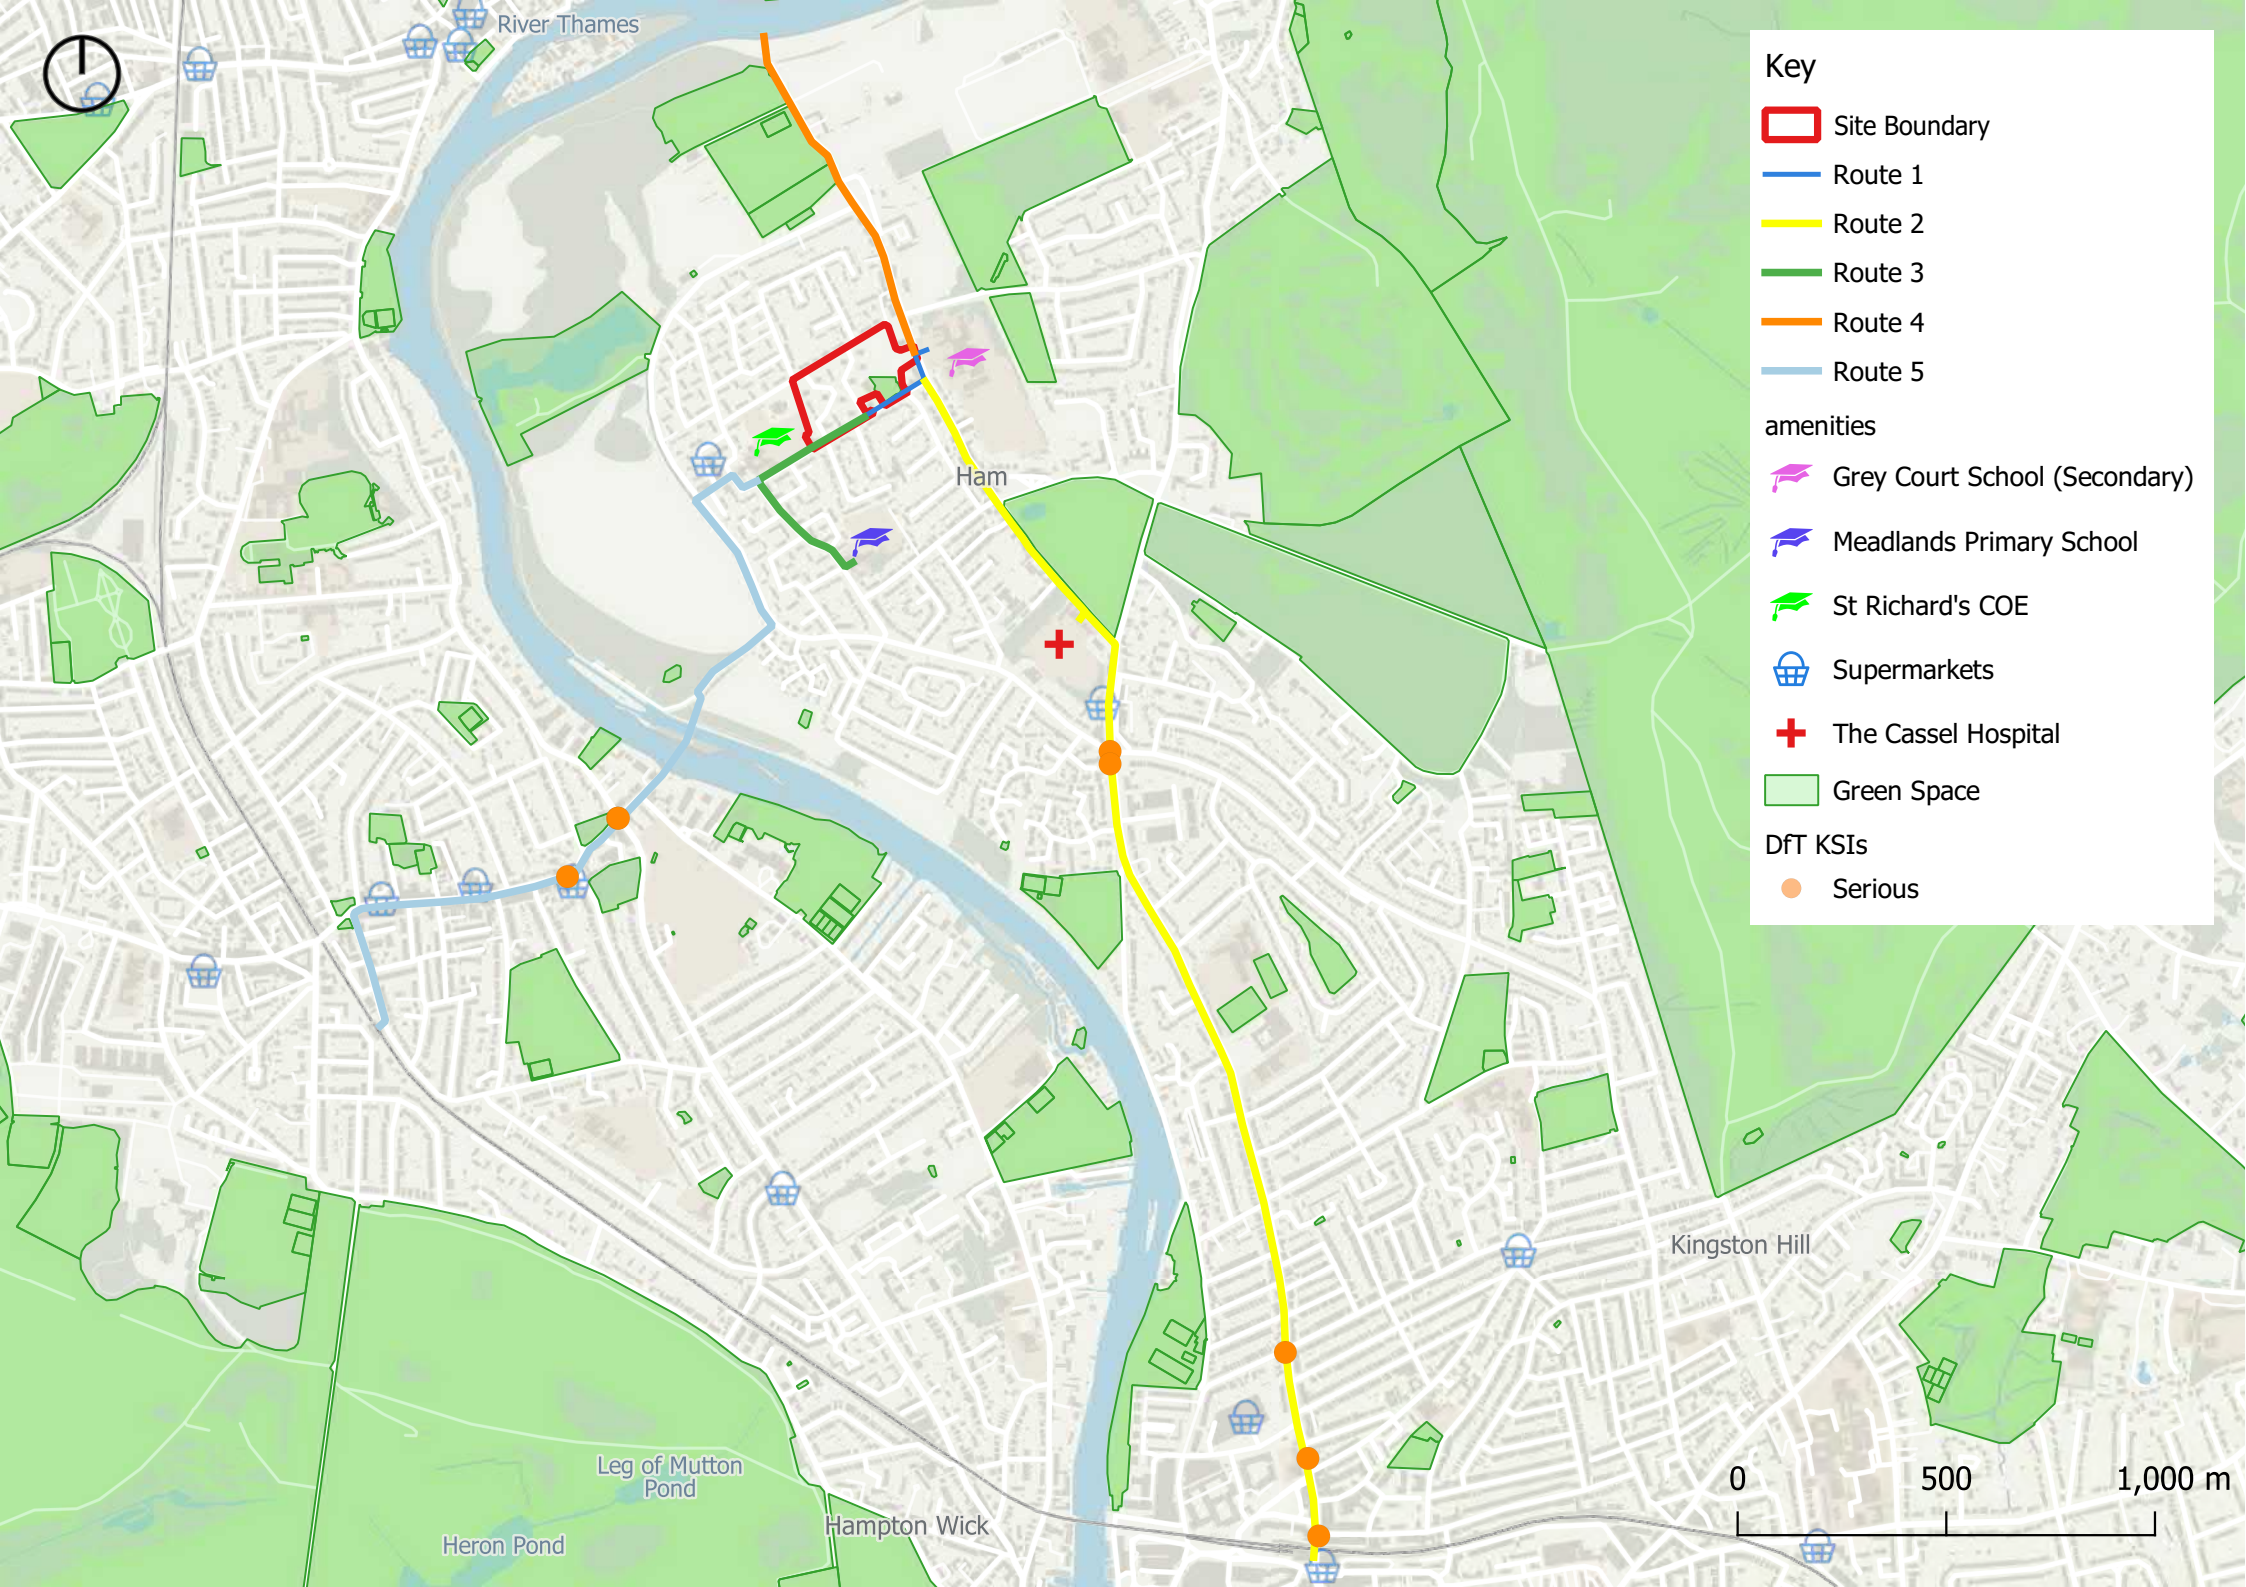 River Thames
Ham
Kingston Hill
Leg of Mutton
Pond
Heron Pond
Hampton Wick
Key
Site Boundary
Route 1
Route 2
Route 3
Route 4
Route 5
amenities
Grey Court School (Secondary)
Meadlands Primary School
St Richard's COE
Supermarkets
The Cassel Hospital
Green Space
DfT KSIs
Serious
0 500 1,000 m